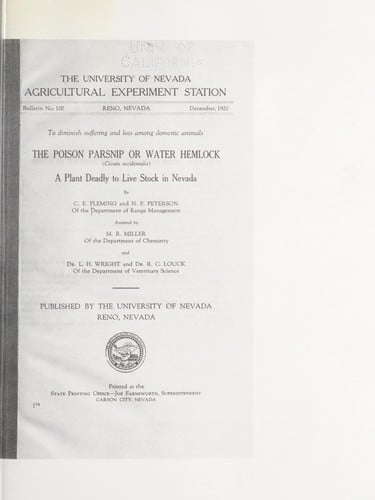 UNIV. OF
CALIFORNIA
THE UNIVERSITY OF NEVADA
AGRICULTURAL EXPERIMENT STATION
Bulletin No. 100 RENO, NEVADA December, 1920
To diminish suffering and loss among domestic animals
THE POISON PARSNIP OR WATER HEMLOCK
(Cicuta occidentalis)
A Plant Deadly to Live Stock in Nevada
By
C. E. FLEMING and N. F. PETERSON
Of the Department of Range Management
Assisted by
M. R. MILLER
Of the Department of Chemistry
and
DR. L. H. WRIGHT and DR. R. C. LOUCK
Of the Department of Veterinary Science
PUBLISHED BY THE UNIVERSITY OF NEVADA
RENO, NEVADA
Printed at the
STATE PRINTING OFFICE—JOE FARNSWORTH, SUPERINTENDENT
CARSON CITY, NEVADA